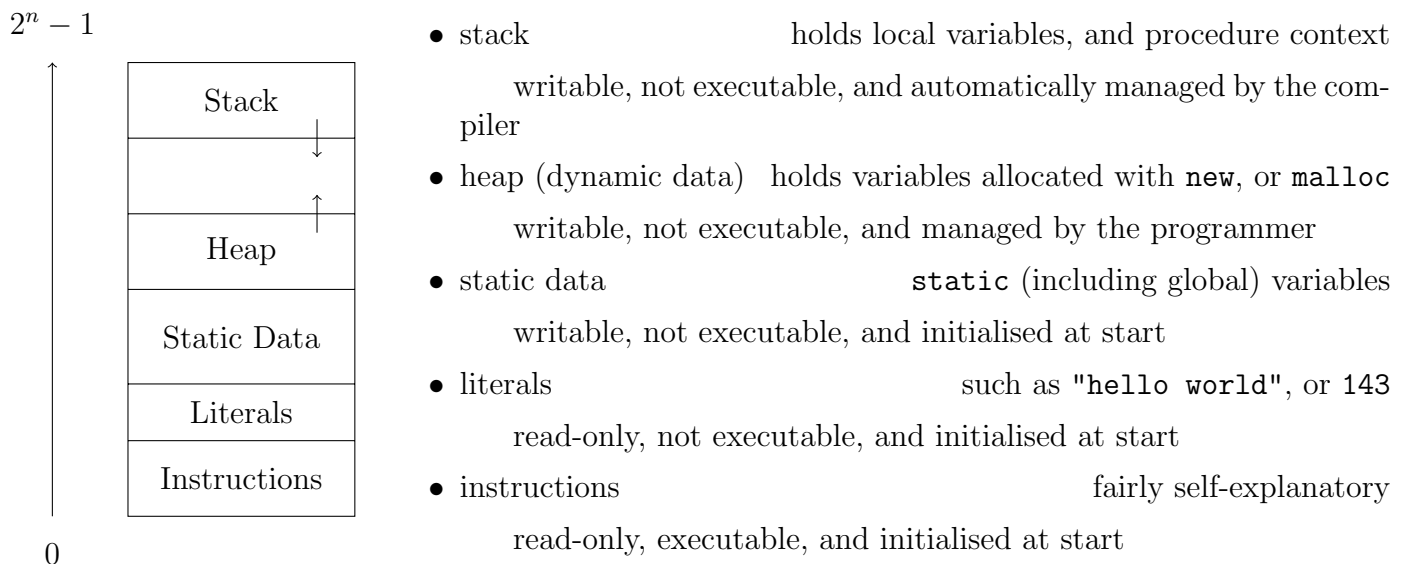 2^n − 1
Stack
Heap
Static Data
Literals
Instructions
0
• stack holds local variables, and procedure context
writable, not executable, and automatically managed by the com-
piler
• heap (dynamic data) holds variables allocated with new, or malloc
writable, not executable, and managed by the programmer
• static data static (including global) variables
writable, not executable, and initialised at start
• literals such as "hello world", or 143
read-only, not executable, and initialised at start
• instructions fairly self-explanatory
read-only, executable, and initialised at start